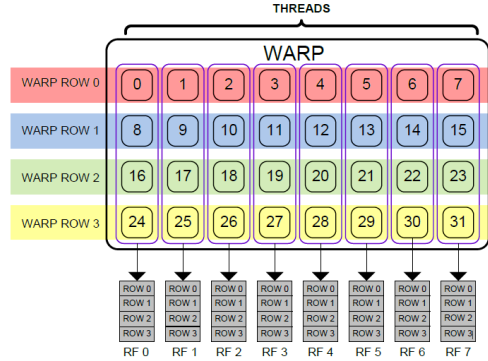 THREADS
WARP
WARP ROW 0 0 1 2 3 4 5 6 7
WARP ROW 1 8 9 10 11 12 13 14 15
WARP ROW 2 16 17 18 19 20 21 22 23
WARP ROW 3 24 25 26 27 28 29 30 31
ROW 0 ROW 0 ROW 0 ROW 0 ROW 0 ROW 0 ROW 0 ROW 0
ROW 1 ROW 1 ROW 1 ROW 1 ROW 1 ROW 1 ROW 1 ROW 1
ROW 2 ROW 2 ROW 2 ROW 2 ROW 2 ROW 2 ROW 2 ROW 2
ROW 3 ROW 3 ROW 3 ROW 3 ROW 3 ROW 3 ROW 3 ROW 3
RF 0 RF 1 RF 2 RF 3 RF 4 RF 5 RF 6 RF 7